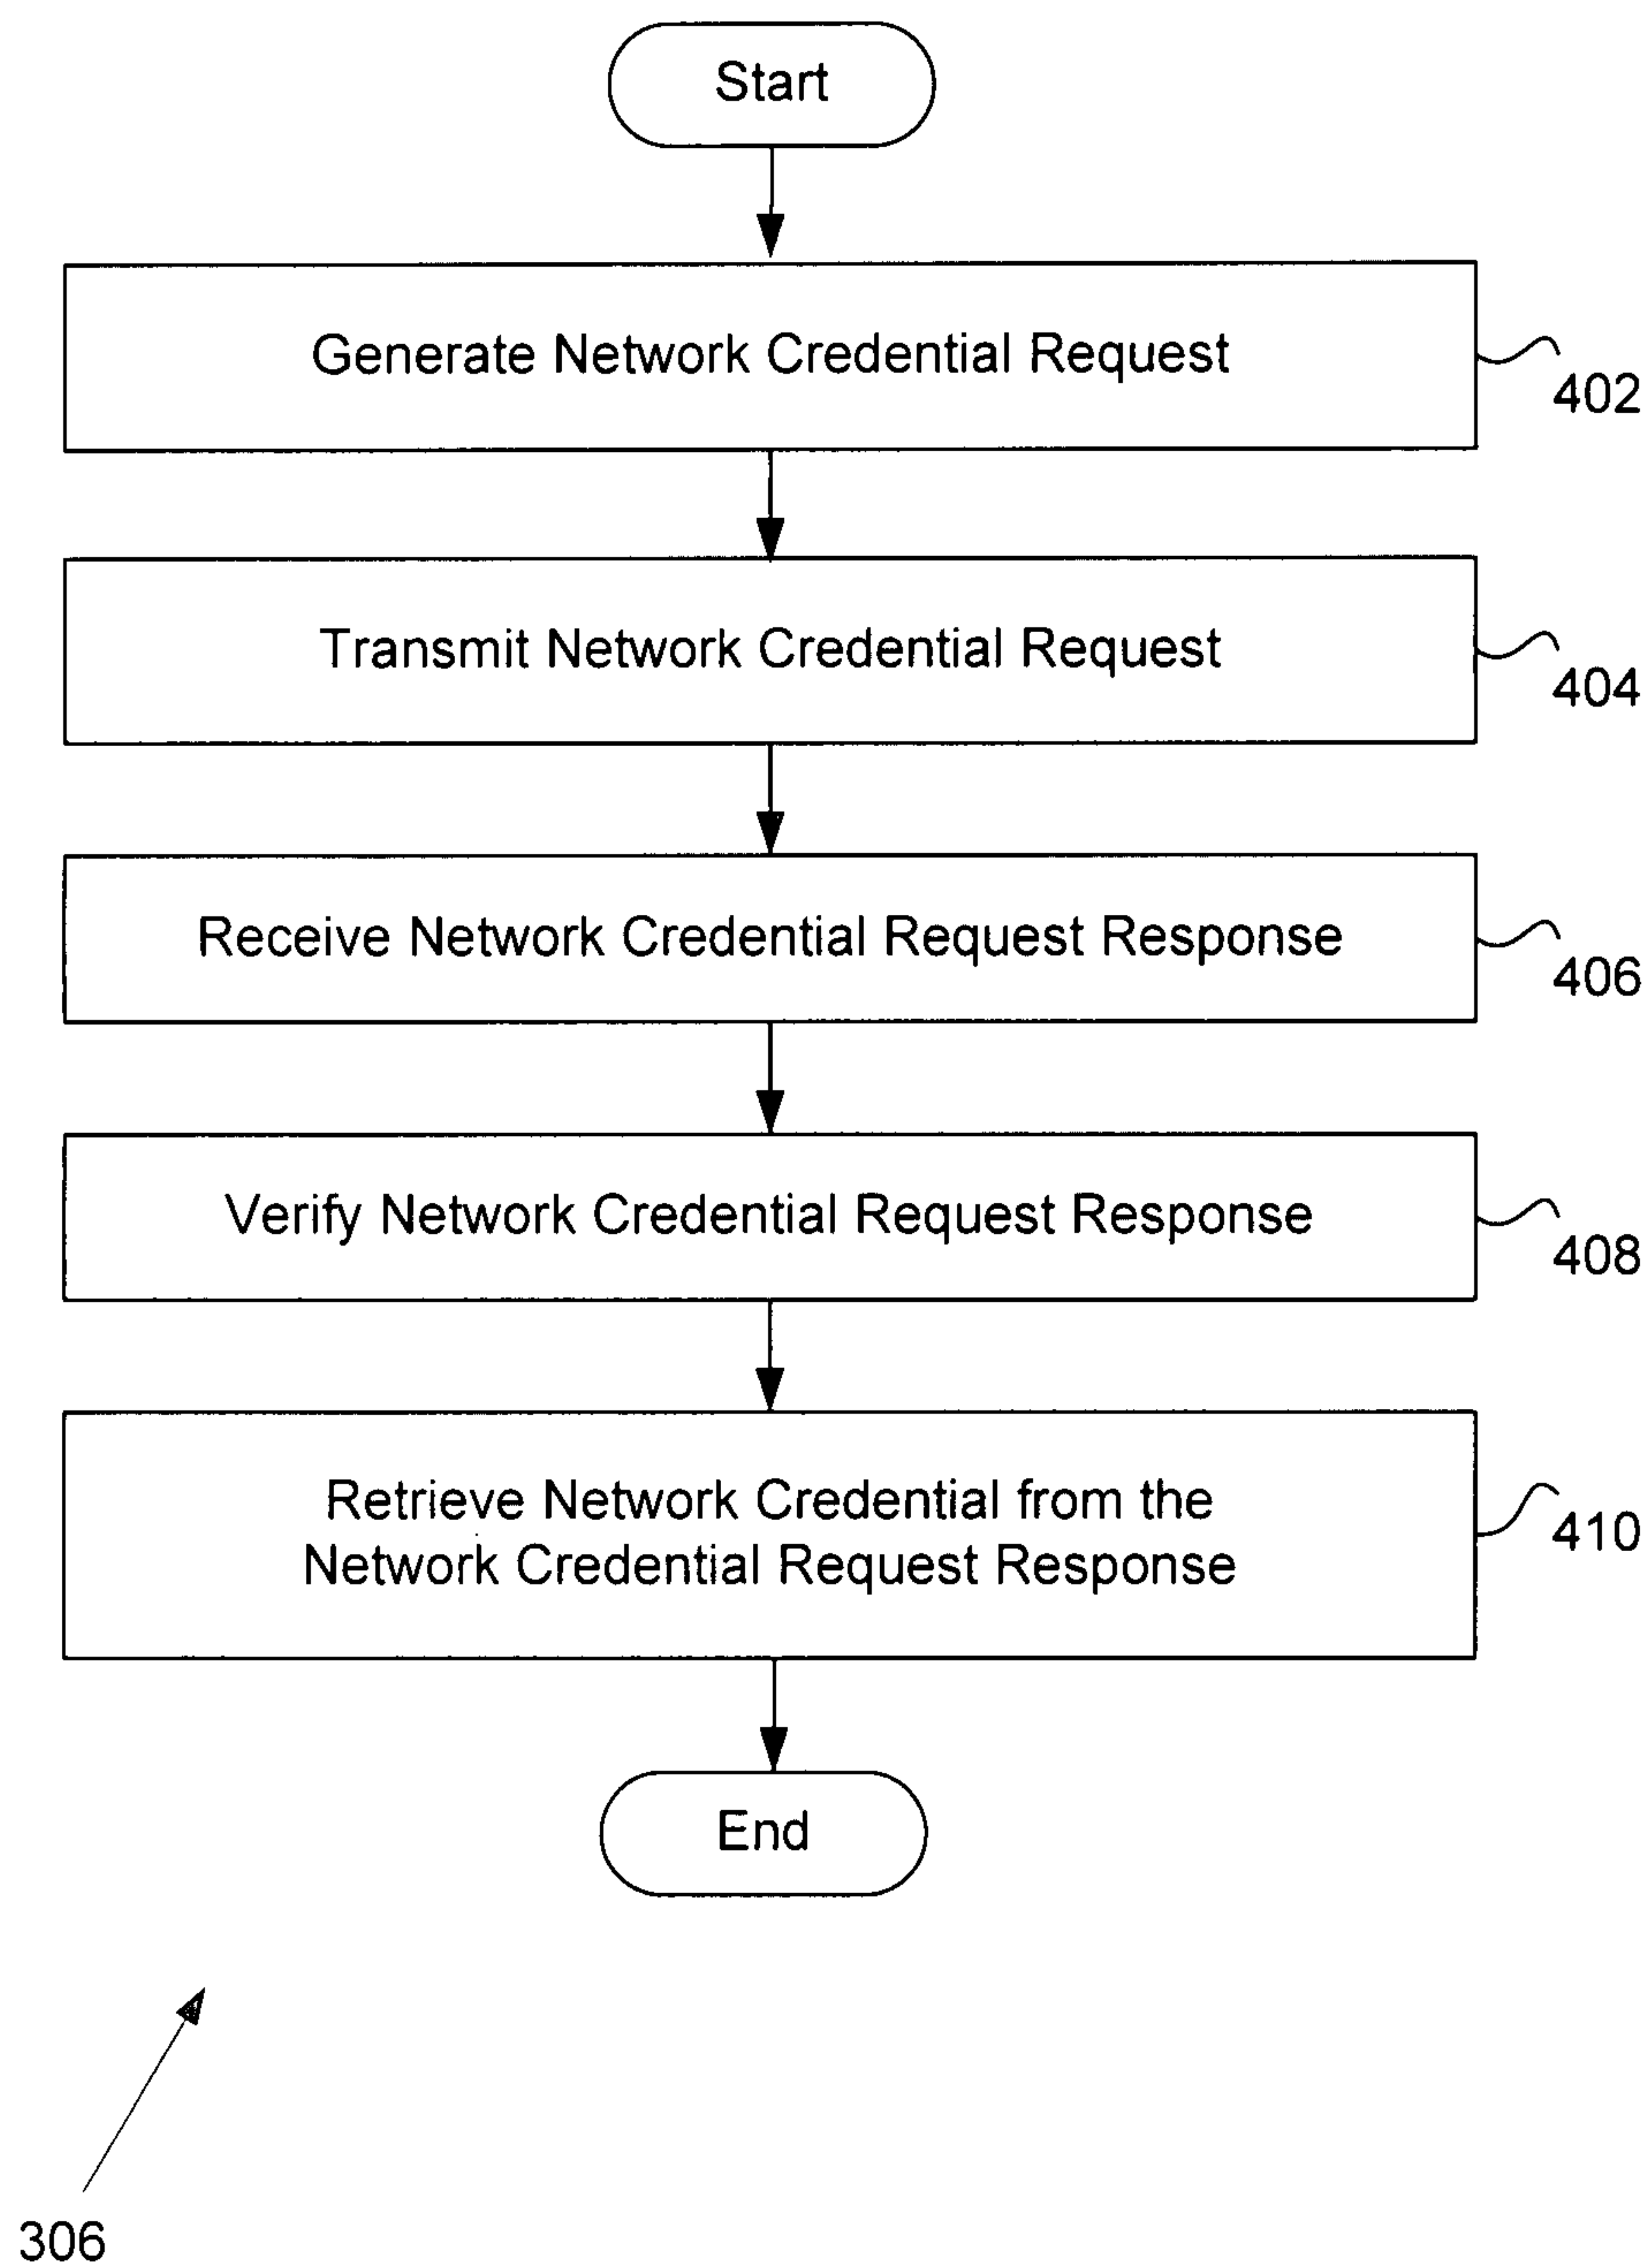 Start
Generate Network Credential Request
402
Transmit Network Credential Request
404
Receive Network Credential Request Response
406
Verify Network Credential Request Response
408
Retrieve Network Credential from the
Network Credential Request Response
410
End
306